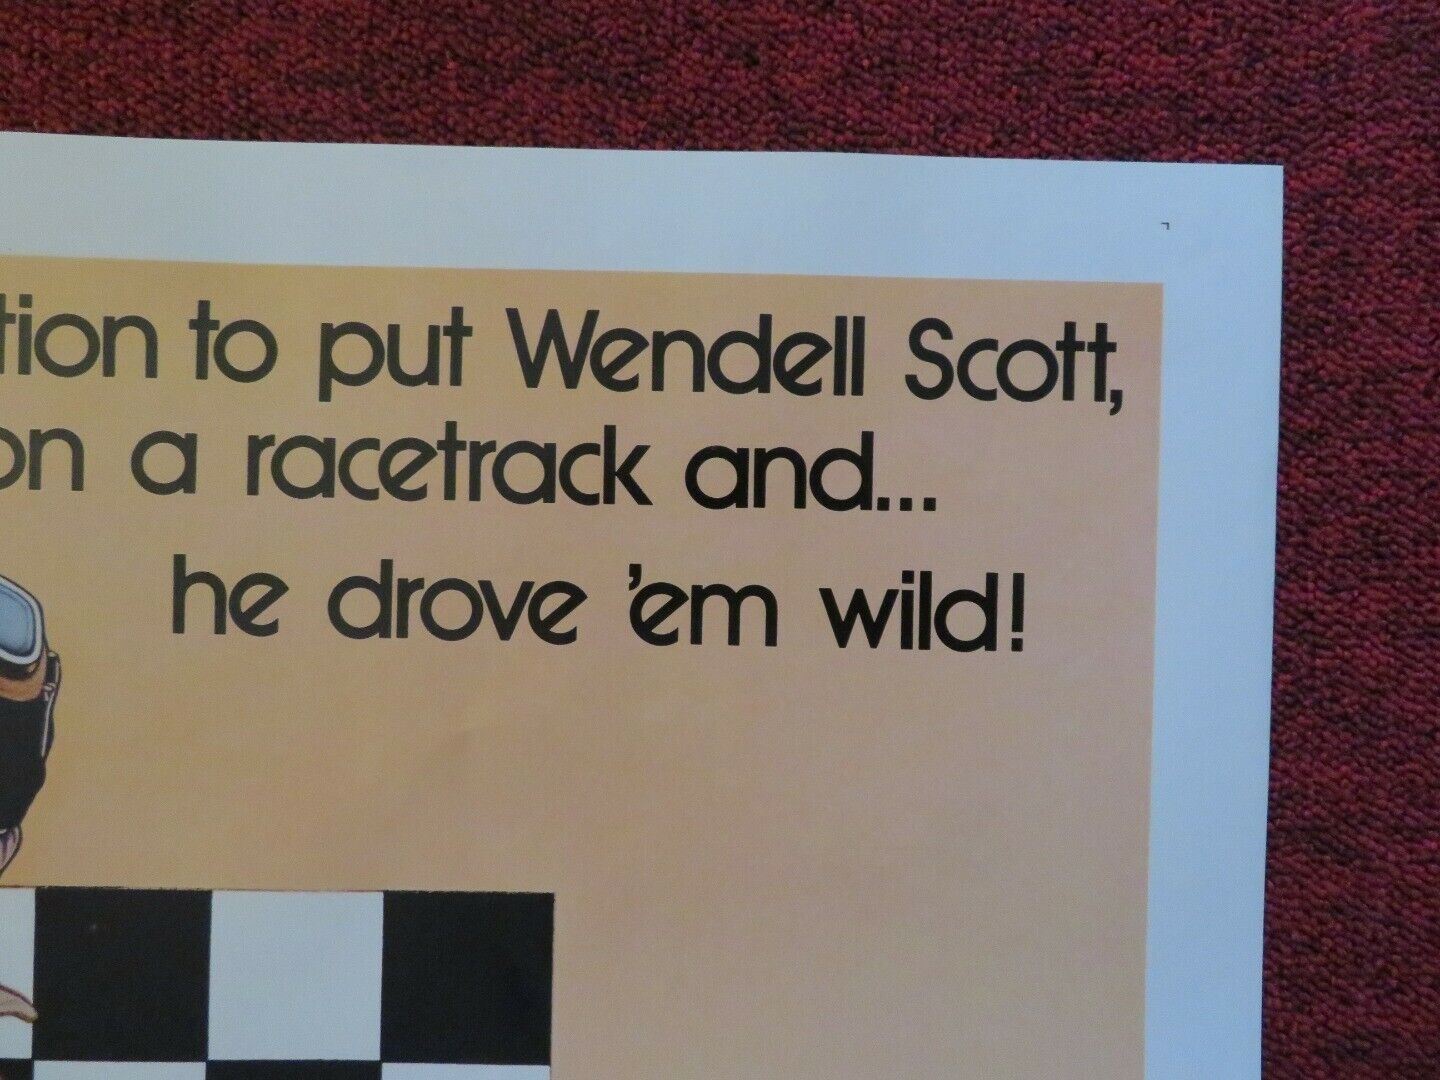 tion to put Wendell Scott,
on a racetrack and...
he drove 'em wild!